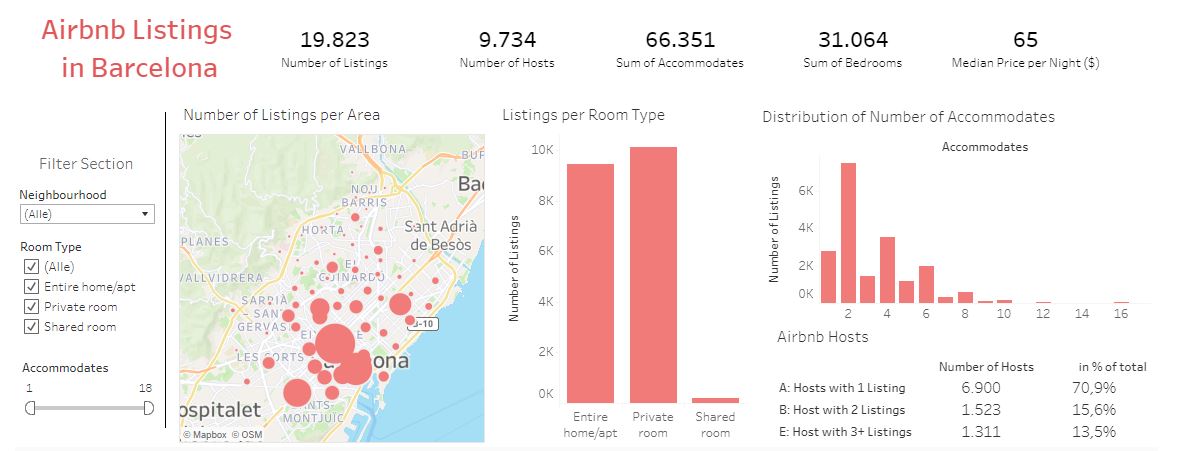 Airbnb Listings
in Barcelona
19.823
Number of Listings
9.734
Number of Hosts
66.351
Sum of Accommodates
31.064
Sum of Bedrooms
65
Median Price per Night ($)
Filter Section
Neighbourhood
(Alle)
Room Type
(Alle)
Entire home/apt
Private room
Shared room
Accommodates
1 18
Number of Listings per Area
VALLBONA
BUF
Ba
NOU
BARRIS
HORTA
Sant Adrià
de Besòs
PLANES
VALLVIDRERA
EL
GUINARDÓ
SARRIÀ
- SANT
GERVASI
LES CORTS
ona
ospitalet
SANTS-
MONTJUÏC
© Mapbox © OSM
Listings per Room Type
Number of Listings
10K
8K
6K
4K
2K
0K
Entire
home/apt
Private
room
Shared
room
Distribution of Number of Accommodates
Accommodates
Number of Listings
6K
4K
2K
0K
2 4 6 8 10 12 14 16
Airbnb Hosts
Number of Hosts in % of total
A: Hosts with 1 Listing 6.900 70,9%
B: Host with 2 Listings 1.523 15,6%
E: Host with 3+ Listings 1.311 13,5%